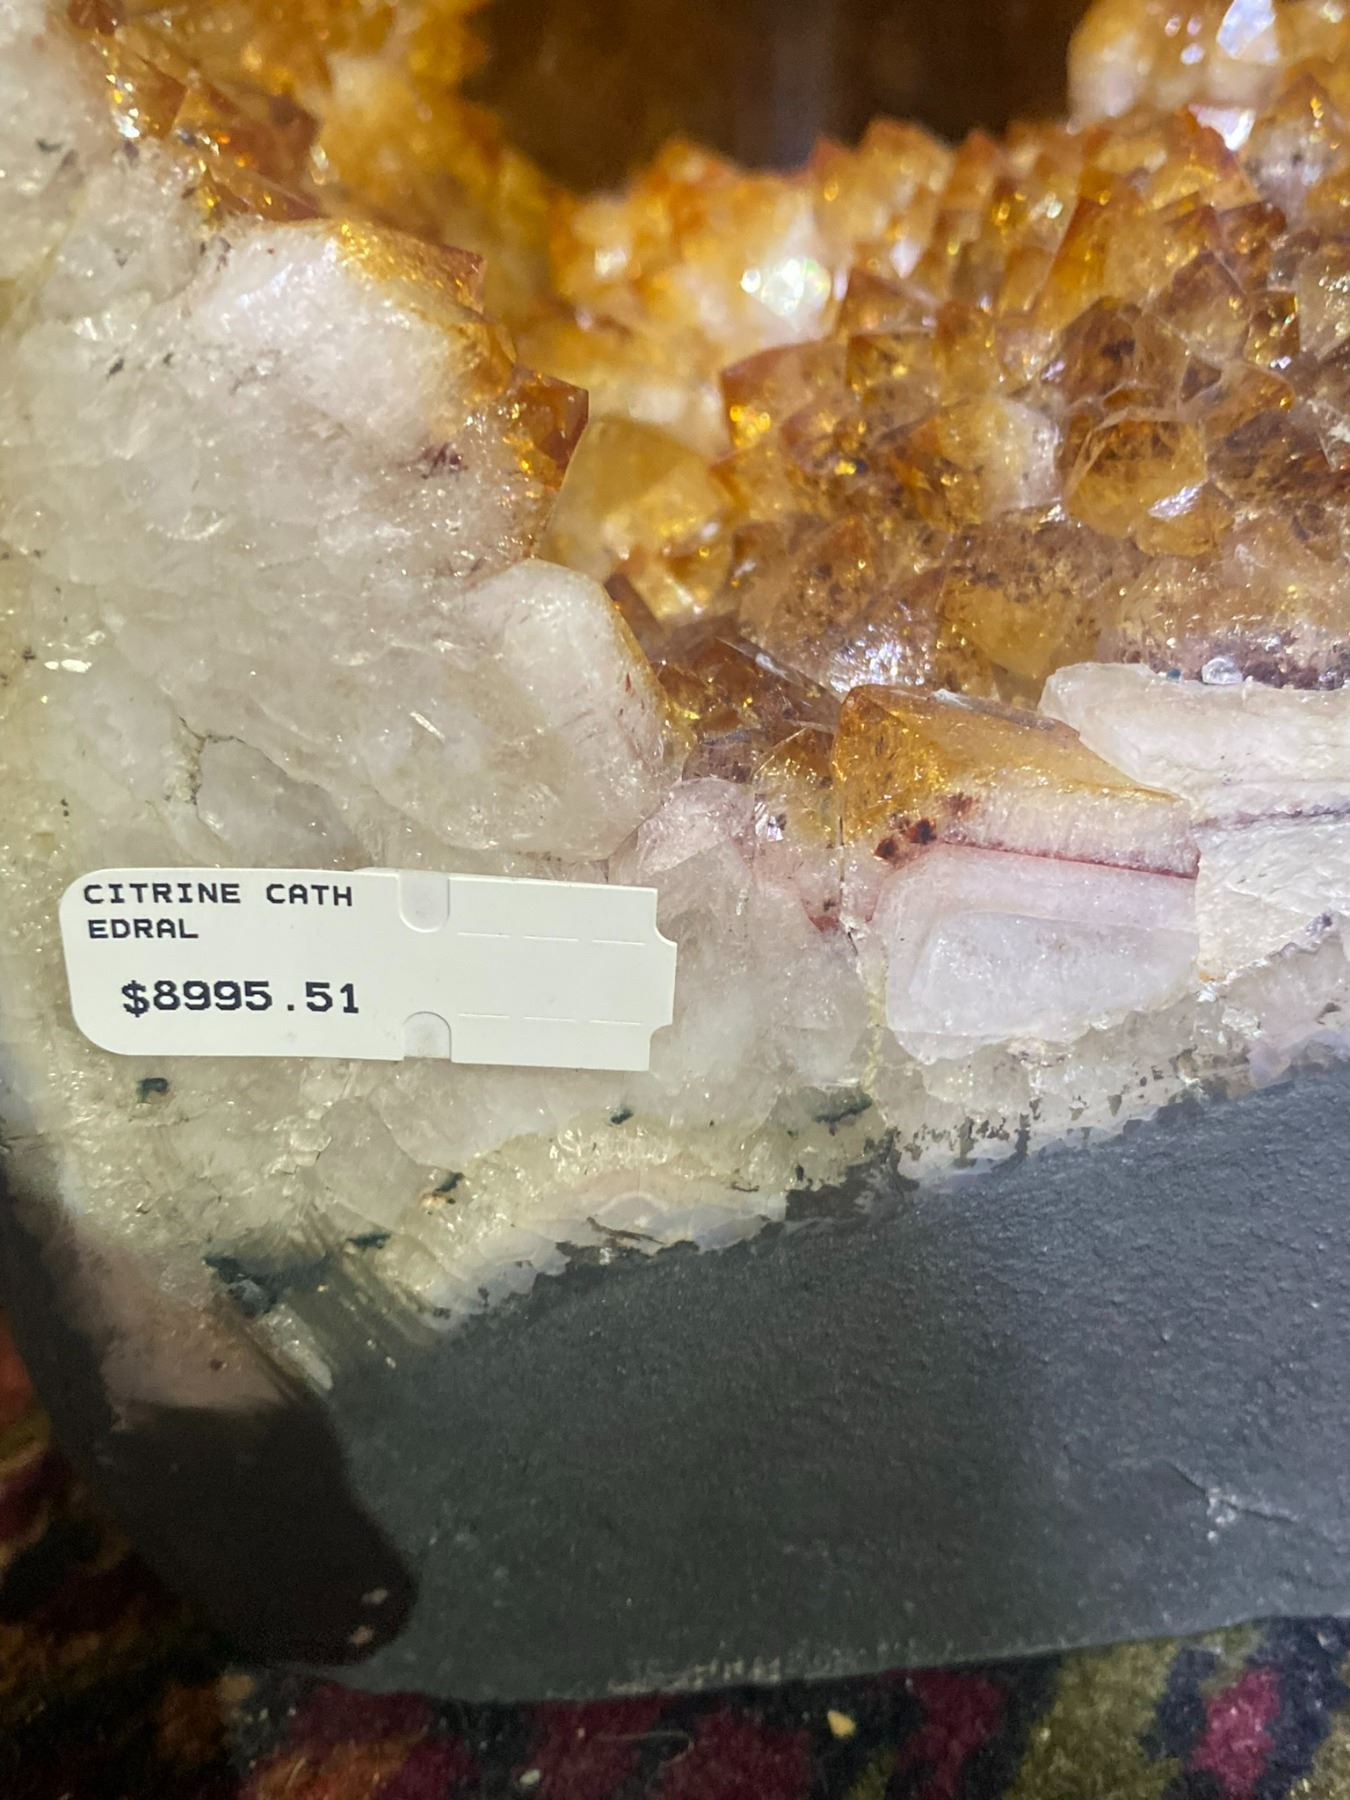 CITRINE CATH
EDRAL
$8995.51